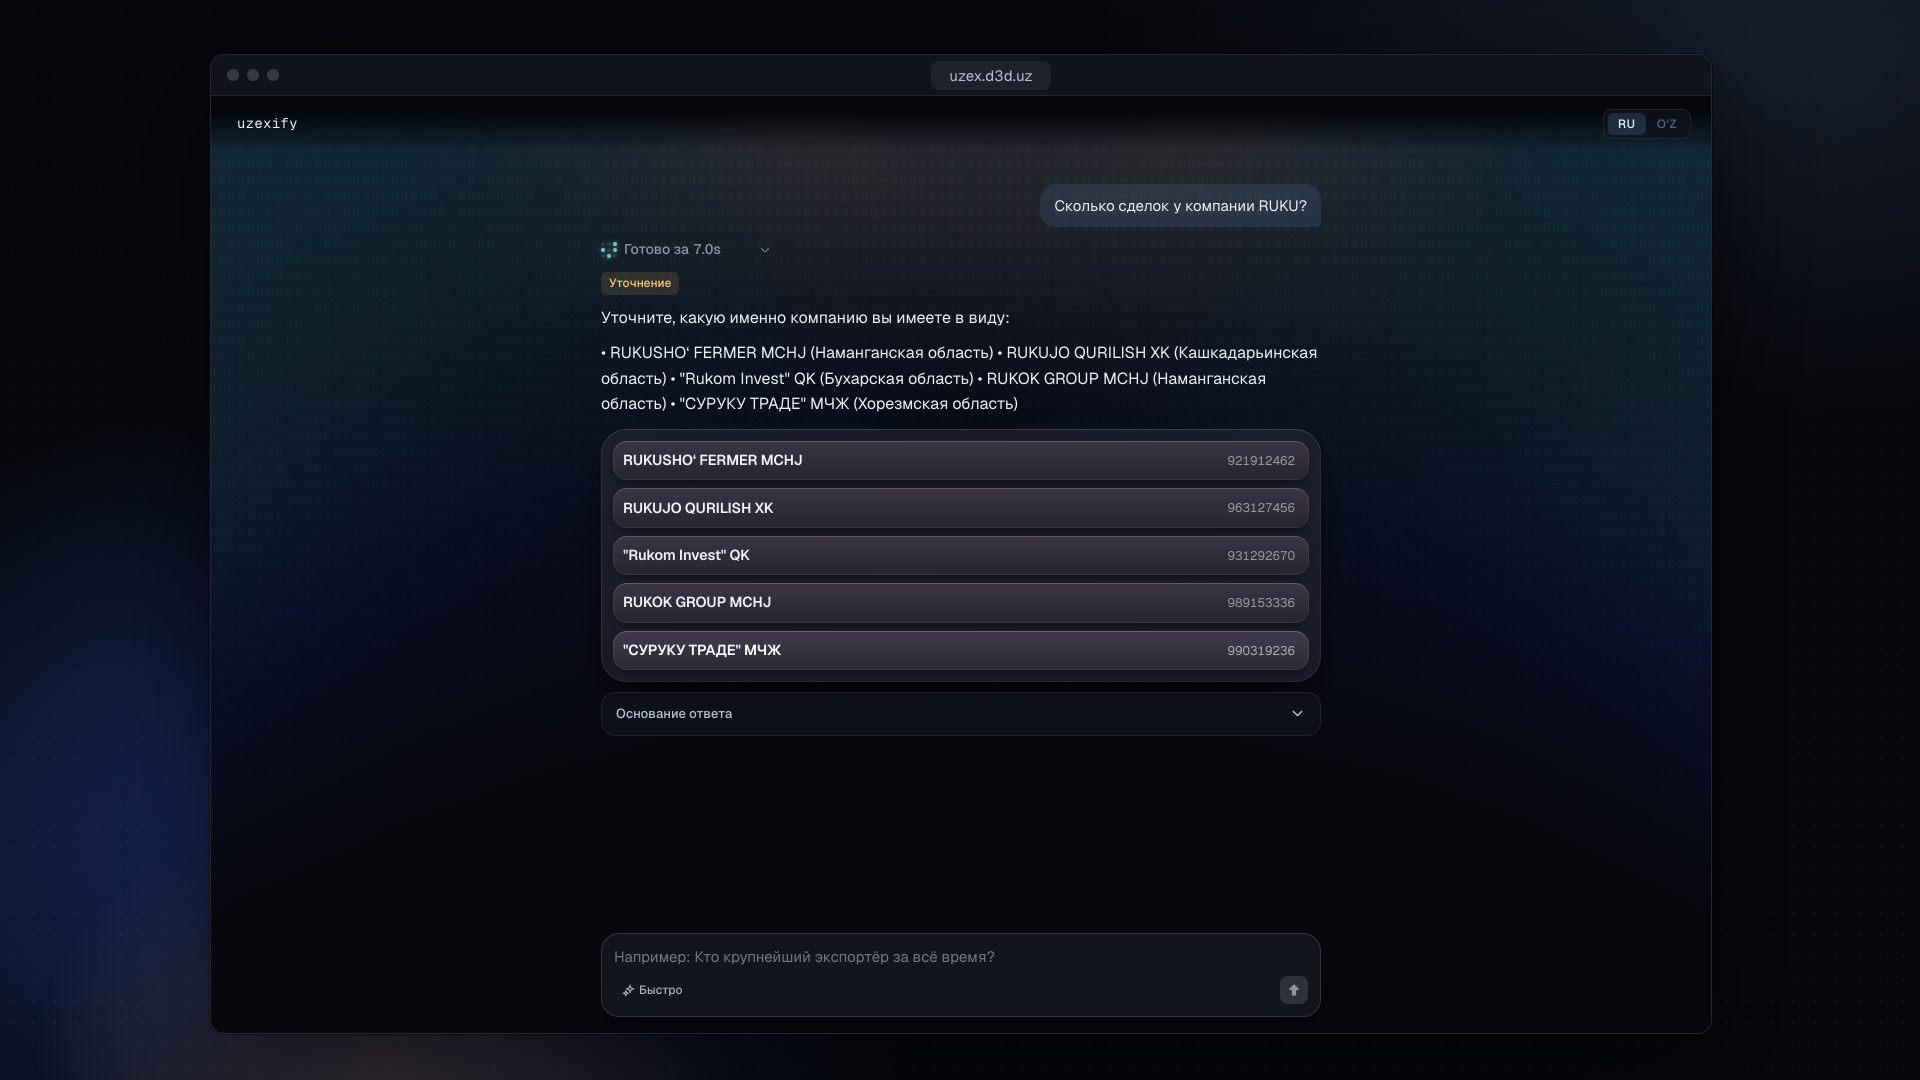 uzex.d3d.uz
uzexify
RU O‘Z
Сколько сделок у компании RUKU?
Готово за 7.0s
Уточнение
Уточните, какую именно компанию вы имеете в виду:
• RUKUSHO‘ FERMER MCHJ (Наманганская область) • RUKUJO QURILISH XK (Кашкадарьинская
область) • "Rukom Invest" QK (Бухарская область) • RUKOK GROUP MCHJ (Наманганская
область) • "СУРУКУ ТРАДЕ" МЧЖ (Хорезмская область)
RUKUSHO‘ FERMER MCHJ 921912462
RUKUJO QURILISH XK 963127456
"Rukom Invest" QK 931292670
RUKOK GROUP MCHJ 989153336
"СУРУКУ ТРАДЕ" МЧЖ 990319236
Основание ответа
Например: Кто крупнейший экспортёр за всё время?
Быстро